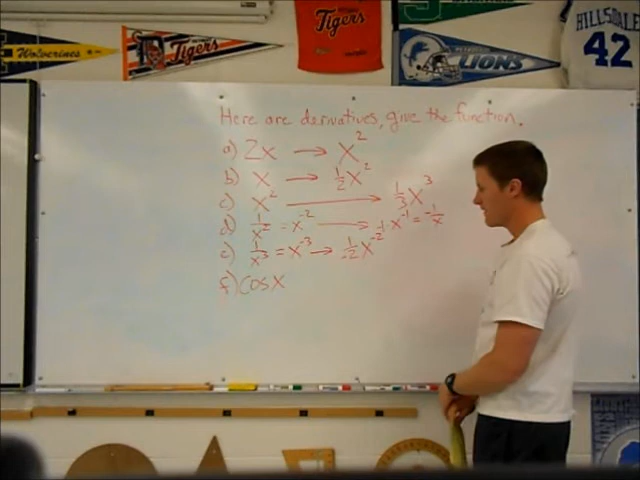 Wolverines
Tigers
Tigers
LIONS
HILLSDALE
42
Here are derivatives, give the function.
a) 2x → x²
b) x → ½x²
c) x² → ⅓x³
d) 1/x² = x⁻² → -1x⁻¹ = -1/x
e) 1/x³ = x⁻³ → 1/-2 x⁻²
f) cos x